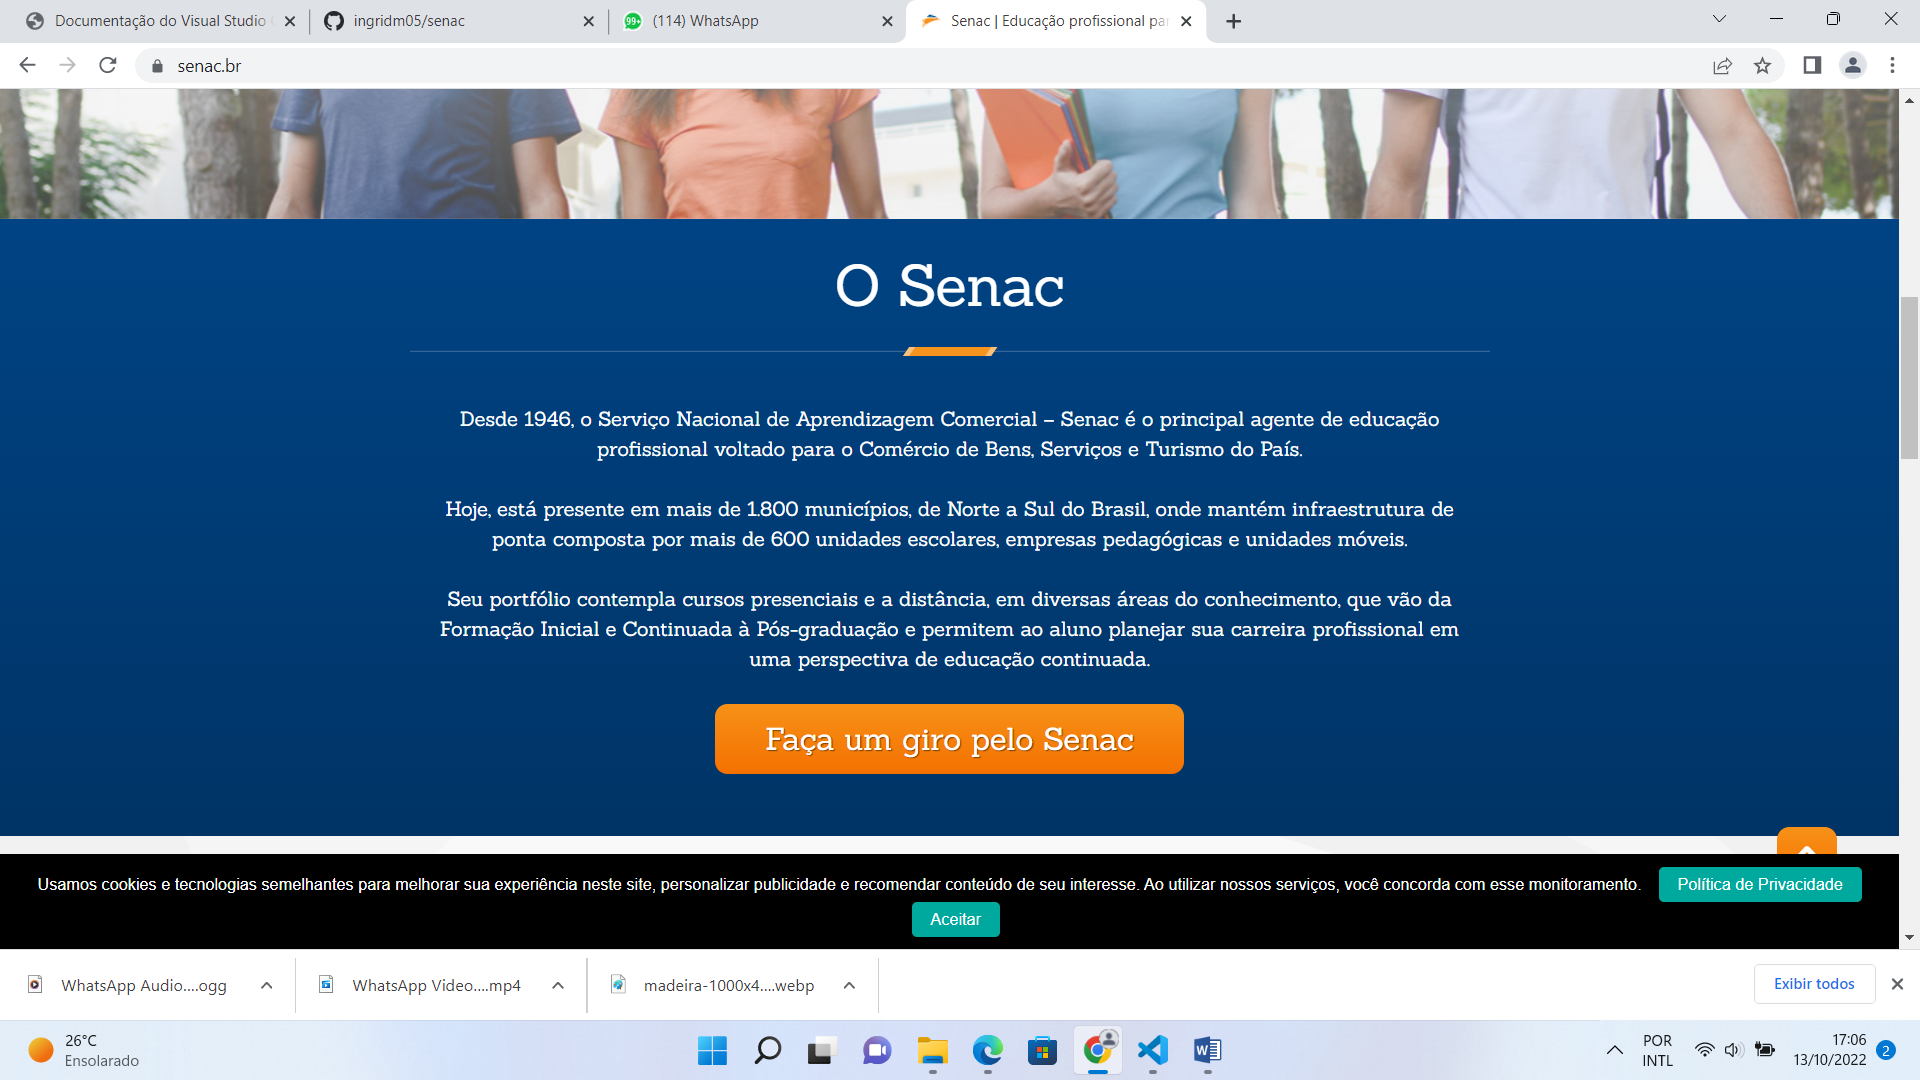 Documentação do Visual Studio
ingridm05/senac
99+
(114) WhatsApp
Senac | Educação profissional par
senac.br
O Senac
Desde 1946, o Serviço Nacional de Aprendizagem Comercial – Senac é o principal agente de educação
profissional voltado para o Comércio de Bens, Serviços e Turismo do País.
Hoje, está presente em mais de 1.800 municípios, de Norte a Sul do Brasil, onde mantém infraestrutura de
ponta composta por mais de 600 unidades escolares, empresas pedagógicas e unidades móveis.
Seu portfólio contempla cursos presenciais e a distância, em diversas áreas do conhecimento, que vão da
Formação Inicial e Continuada à Pós-graduação e permitem ao aluno planejar sua carreira profissional em
uma perspectiva de educação continuada.
Faça um giro pelo Senac
Usamos cookies e tecnologias semelhantes para melhorar sua experiência neste site, personalizar publicidade e recomendar conteúdo de seu interesse. Ao utilizar nossos serviços, você concorda com esse monitoramento. Política de Privacidade
Aceitar
WhatsApp Audio....ogg
WhatsApp Video....mp4
madeira-1000x4....webp
Exibir todos
26°C
Ensolarado
POR
INTL
17:06
13/10/2022
2